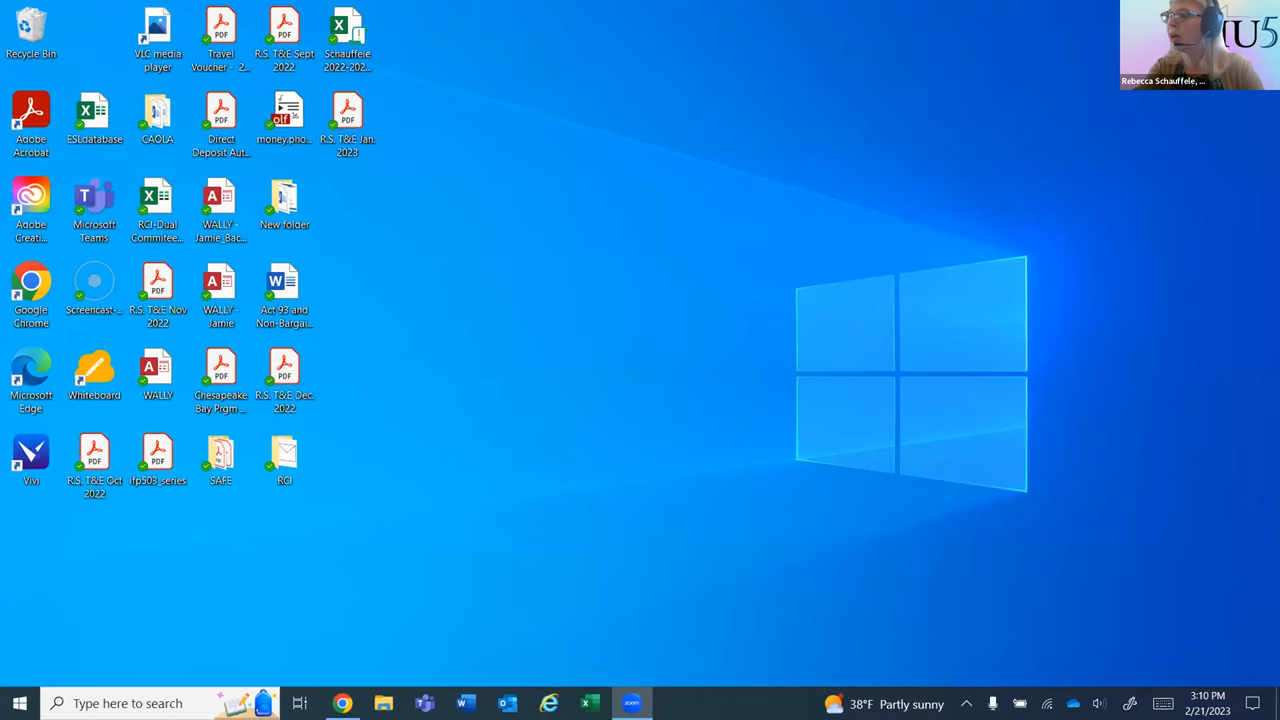 Recycle Bin
VLC media
player
Travel
Voucher - 2...
R.S. T&E Sept
2022
Schauffele
2022-202...
IU5
Rebecca Schauffele, ...
Adobe
Acrobat
ESLdatabase
CAOLA
Direct
Deposit Aut...
olf
money.pho...
R.S. T&E Jan.
2023
Adobe
Creati...
Microsoft
Teams
RCI-Dual
Commitee...
WALLY -
Jamie_Bac...
New folder
Google
Chrome
Screencast-...
R.S. T&E Nov
2022
WALLY -
Jamie
Act 93 and
Non-Bargai...
Microsoft
Edge
Whiteboard
WALLY
Chesapeake
Bay Prgm ...
R.S. T&E Dec.
2022
Vivi
R.S. T&E Oct
2022
ifp503_series
SAFE
RCI
Type here to search
zoom
38°F Partly sunny
3:10 PM
2/21/2023